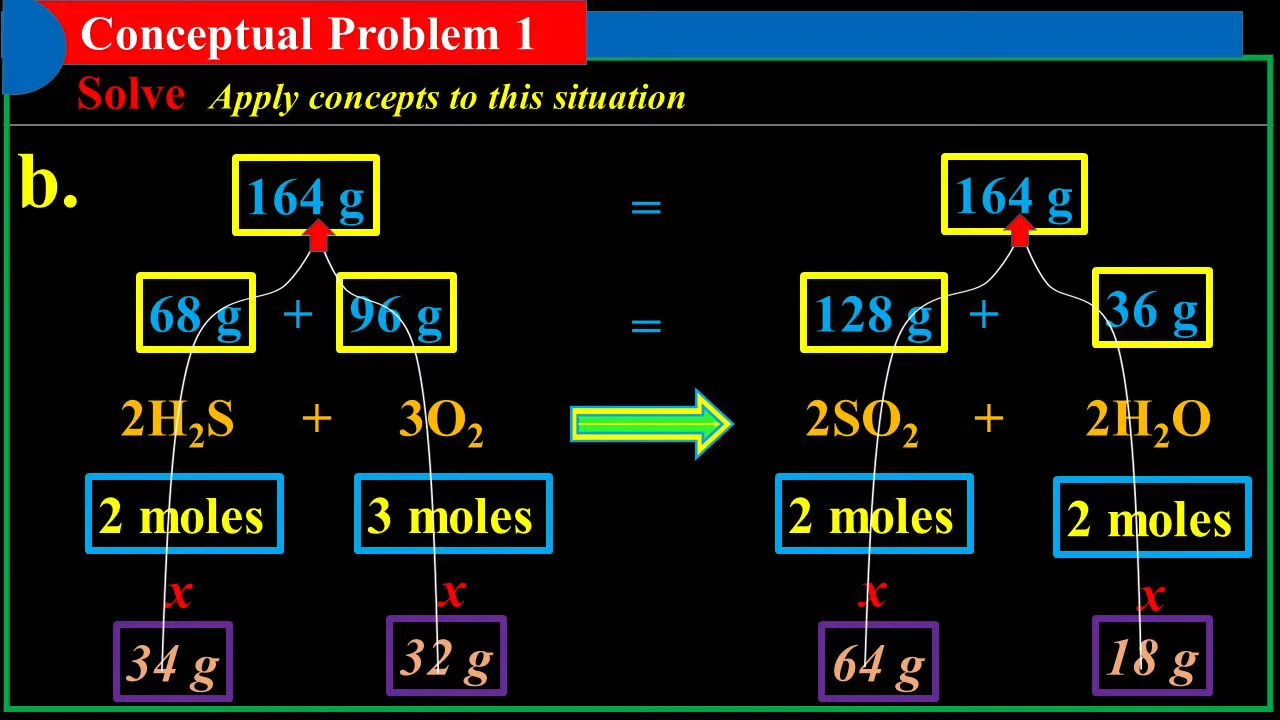 Conceptual Problem 1
Solve Apply concepts to this situation
b.
164 g = 164 g
68 g + 96 g = 128 g + 36 g
2H₂S + 3O₂ 2SO₂ + 2H₂O
2 moles 3 moles 2 moles 2 moles
x x x x
34 g 32 g 64 g 18 g